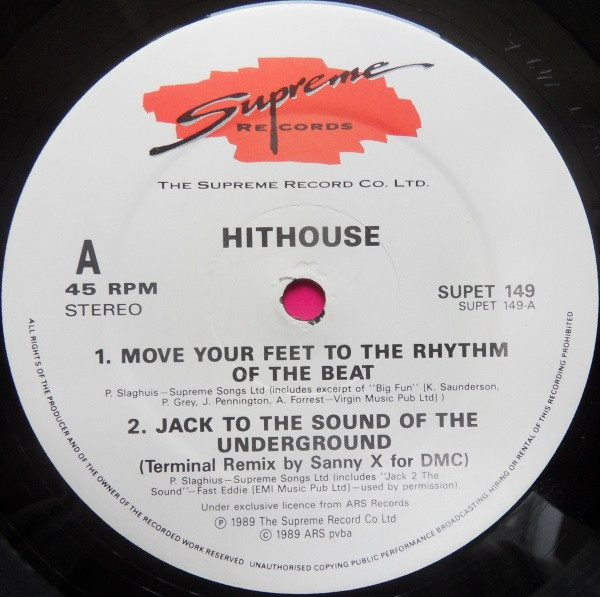 Supreme
RECORDS
THE SUPREME RECORD CO. LTD.
HITHOUSE
A
45 RPM
STEREO
SUPET 149
SUPET 149-A
1. MOVE YOUR FEET TO THE RHYTHM
OF THE BEAT
P. Slaghuis—Supreme Songs Ltd (includes excerpt of "Big Fun" [K. Saunderson,
P. Grey, J. Pennington, A. Forrest—Virgin Music Pub Ltd] )
2. JACK TO THE SOUND OF THE
UNDERGROUND
(Terminal Remix by Sanny X for DMC)
P. Slaghius—Supreme Songs Ltd (includes "Jack 2 The
Sound"—Fast Eddie [EMI Music Pub Ltd]—used by permission)
Under exclusive licence from ARS Records
Ⓟ 1989 The Supreme Record Co Ltd
© 1989 ARS pvba
ALL RIGHTS OF THE PRODUCER AND OF THE OWNER OF THE RECORDED WORK RESERVED UNAUTHORISED COPYING PUBLIC PERFORMANCE BROADCASTING, HIRING OR RENTAL OF THIS RECORDING PROHIBITED